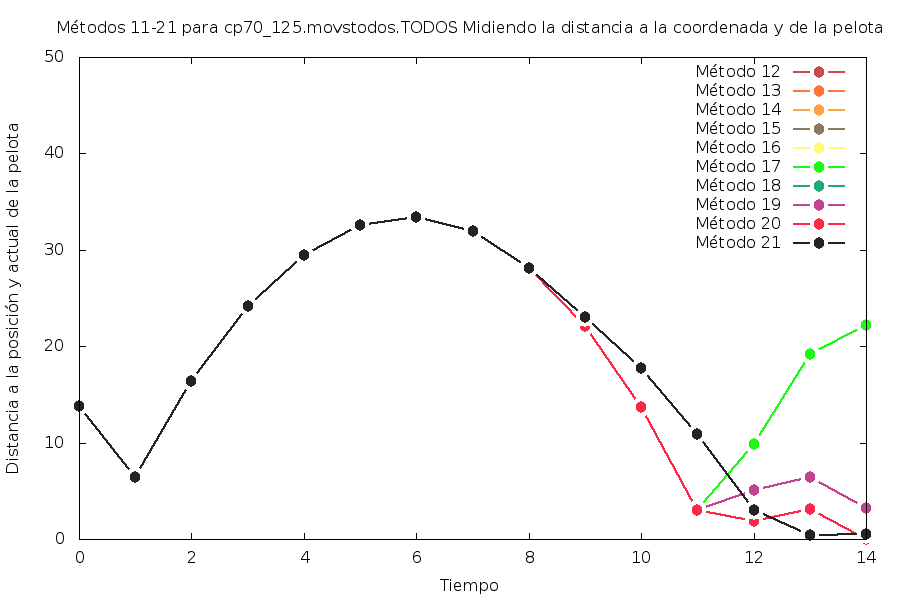 Métodos 11-21 para cp70_125.movstodos.TODOS Midiendo la distancia a la coordenada y de la pelota
Distancia a la posición y actual de la pelota
50
40
30
20
10
0
Método 12
Método 13
Método 14
Método 15
Método 16
Método 17
Método 18
Método 19
Método 20
Método 21
0 2 4 6 8 10 12 14
Tiempo